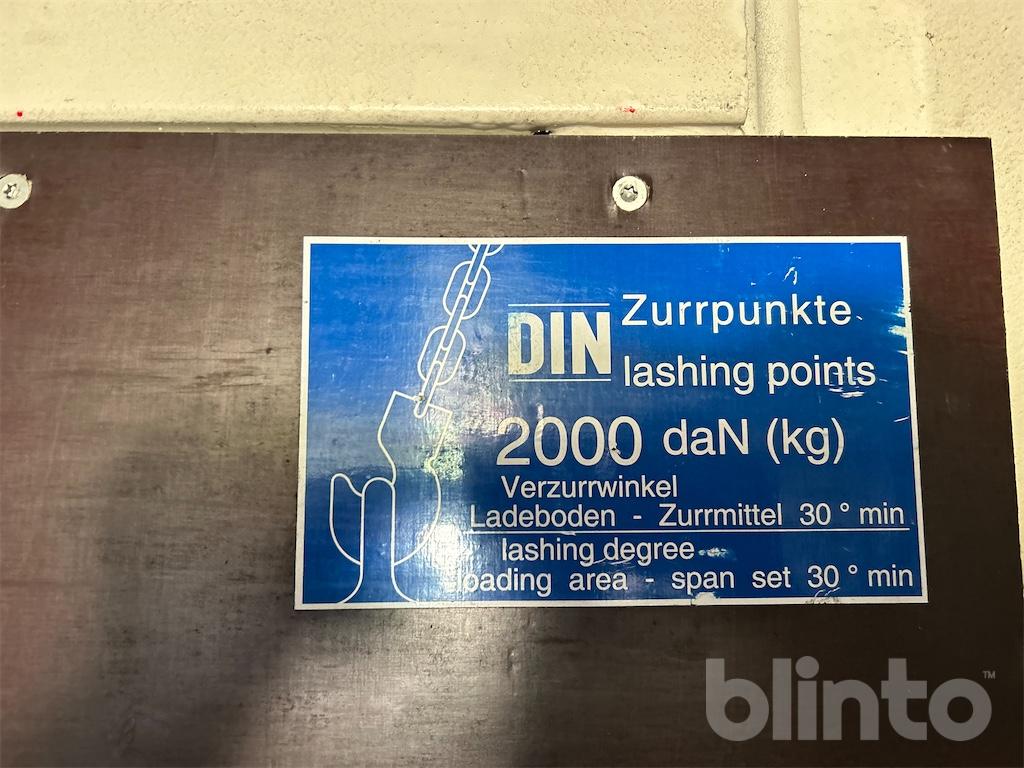 DIN Zurrpunkte
lashing points
2000 daN (kg)
Verzurrwinkel
Ladeboden - Zurrmittel 30° min
lashing degree
loading area - span set 30° min
blinto™